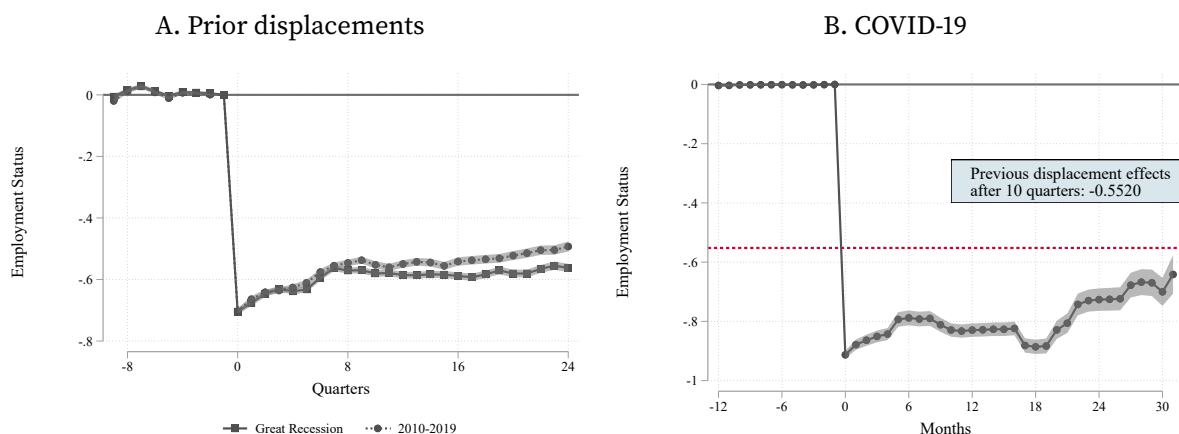 A. Prior displacements
Employment Status
0
-.2
-.4
-.6
-.8
-8
0
8
16
24
Quarters
Great Recession
2010-2019
B. COVID-19
Employment Status
0
-.2
-.4
-.6
-.8
-1
Previous displacement effects
after 10 quarters: -0.5520
-12
-6
0
6
12
18
24
30
Months